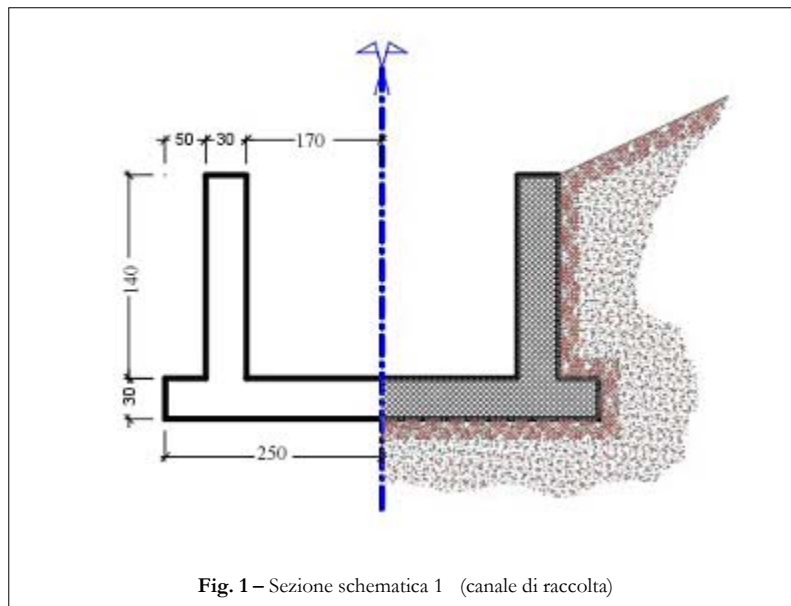 50 30 170
140
30
250
Fig. 1 – Sezione schematica 1 (canale di raccolta)